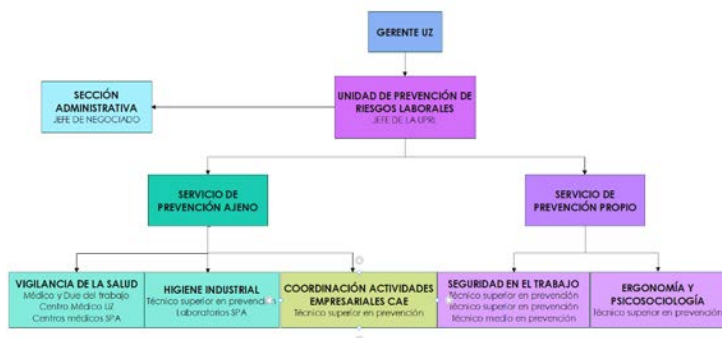 GERENTE UZ
SECCIÓN
ADMINISTRATIVA
JEFE DE NEGOCIADO
UNIDAD DE PREVENCIÓN DE
RIESGOS LABORALES
JEFE DE LA UPRL
SERVICIO DE
PREVENCIÓN AJENO
SERVICIO DE
PREVENCIÓN PROPIO
VIGILANCIA DE LA SALUD
Médico y Due del trabajo
Centro Médico UZ
Centros médicos SPA
HIGIENE INDUSTRIAL
Técnico superior en prevención
Laboratorios SPA
COORDINACIÓN ACTIVIDADES
EMPRESARIALES CAE
Técnico superior en prevención
SEGURIDAD EN EL TRABAJO
Técnico superior en prevención
Técnico superior en prevención
Técnico medio en prevención
ERGONOMÍA Y
PSICOSOCIOLOGÍA
Técnico superior en prevención